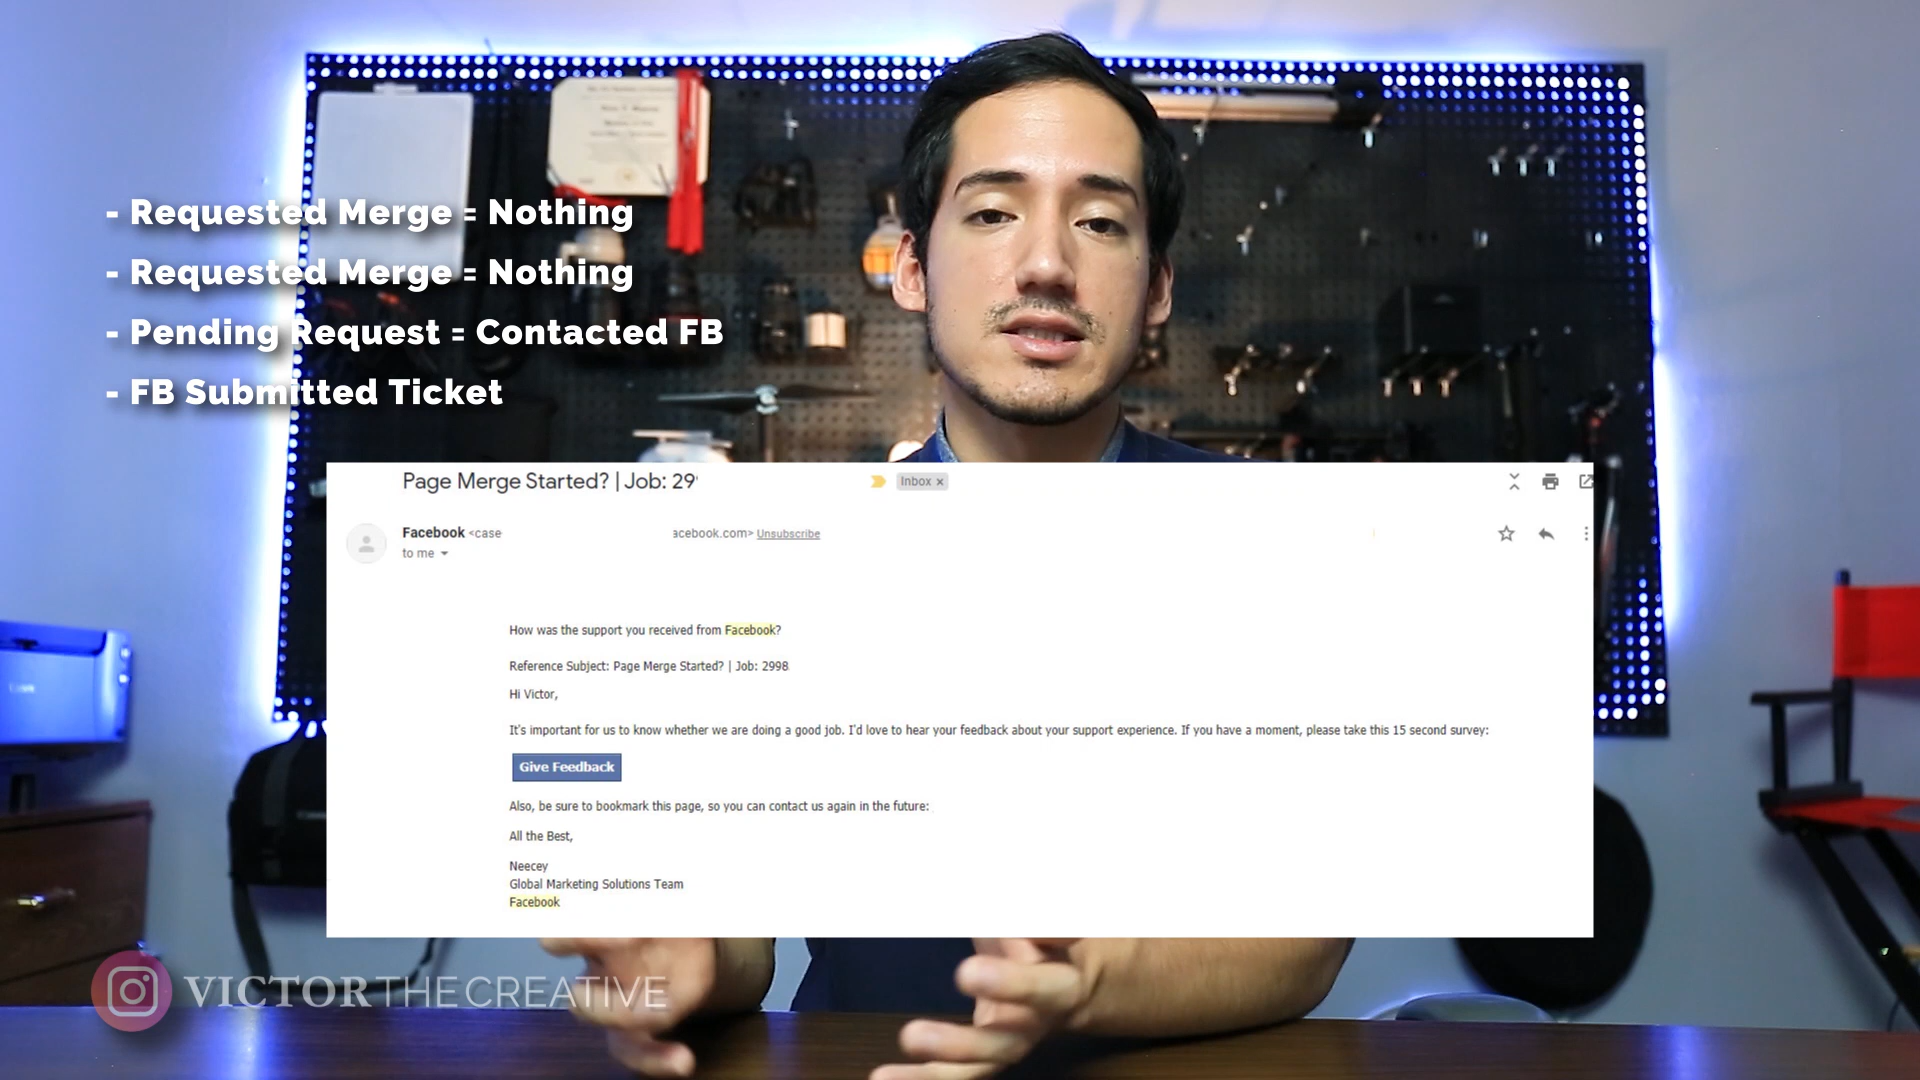 - Requested Merge = Nothing
- Requested Merge = Nothing
- Pending Request = Contacted FB
- FB Submitted Ticket
Page Merge Started? | Job: 29
Inbox x
Facebook <case
acebook.com> Unsubscribe
to me
How was the support you received from Facebook?
Reference Subject: Page Merge Started? | Job: 2998
Hi Victor,
It's important for us to know whether we are doing a good job. I'd love to hear your feedback about your support experience. If you have a moment, please take this 15 second survey:
Give Feedback
Also, be sure to bookmark this page, so you can contact us again in the future:
All the Best,
Neecey
Global Marketing Solutions Team
Facebook
VICTORTHECREATIVE